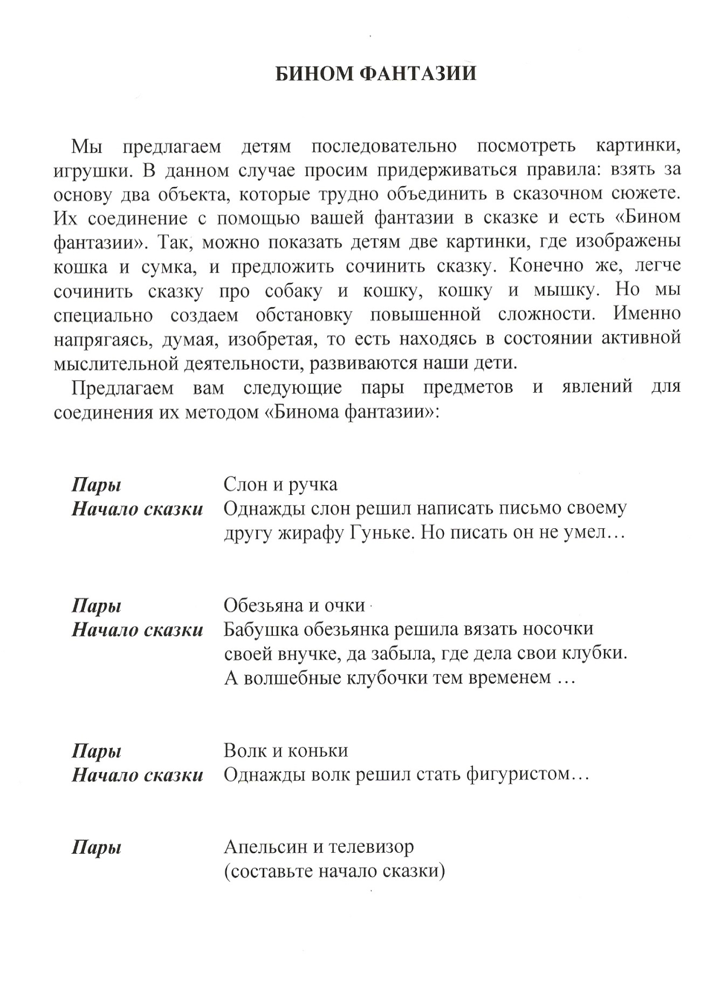 БИНОМ ФАНТАЗИИ
Мы предлагаем детям последовательно посмотреть картинки,
игрушки. В данном случае просим придерживаться правила: взять за
основу два объекта, которые трудно объединить в сказочном сюжете.
Их соединение с помощью вашей фантазии в сказке и есть «Бином
фантазии». Так, можно показать детям две картинки, где изображены
кошка и сумка, и предложить сочинить сказку. Конечно же, легче
сочинить сказку про собаку и кошку, кошку и мышку. Но мы
специально создаем обстановку повышенной сложности. Именно
напрягаясь, думая, изобретая, то есть находясь в состоянии активной
мыслительной деятельности, развиваются наши дети.
Предлагаем вам следующие пары предметов и явлений для
соединения их методом «Бинома фантазии»:
Пары Слон и ручка
Начало сказки Однажды слон решил написать письмо своему
другу жирафу Гуньке. Но писать он не умел…
Пары Обезьяна и очки
Начало сказки Бабушка обезьянка решила вязать носочки
своей внучке, да забыла, где дела свои клубки.
А волшебные клубочки тем временем …
Пары Волк и коньки
Начало сказки Однажды волк решил стать фигуристом…
Пары Апельсин и телевизор
(составьте начало сказки)